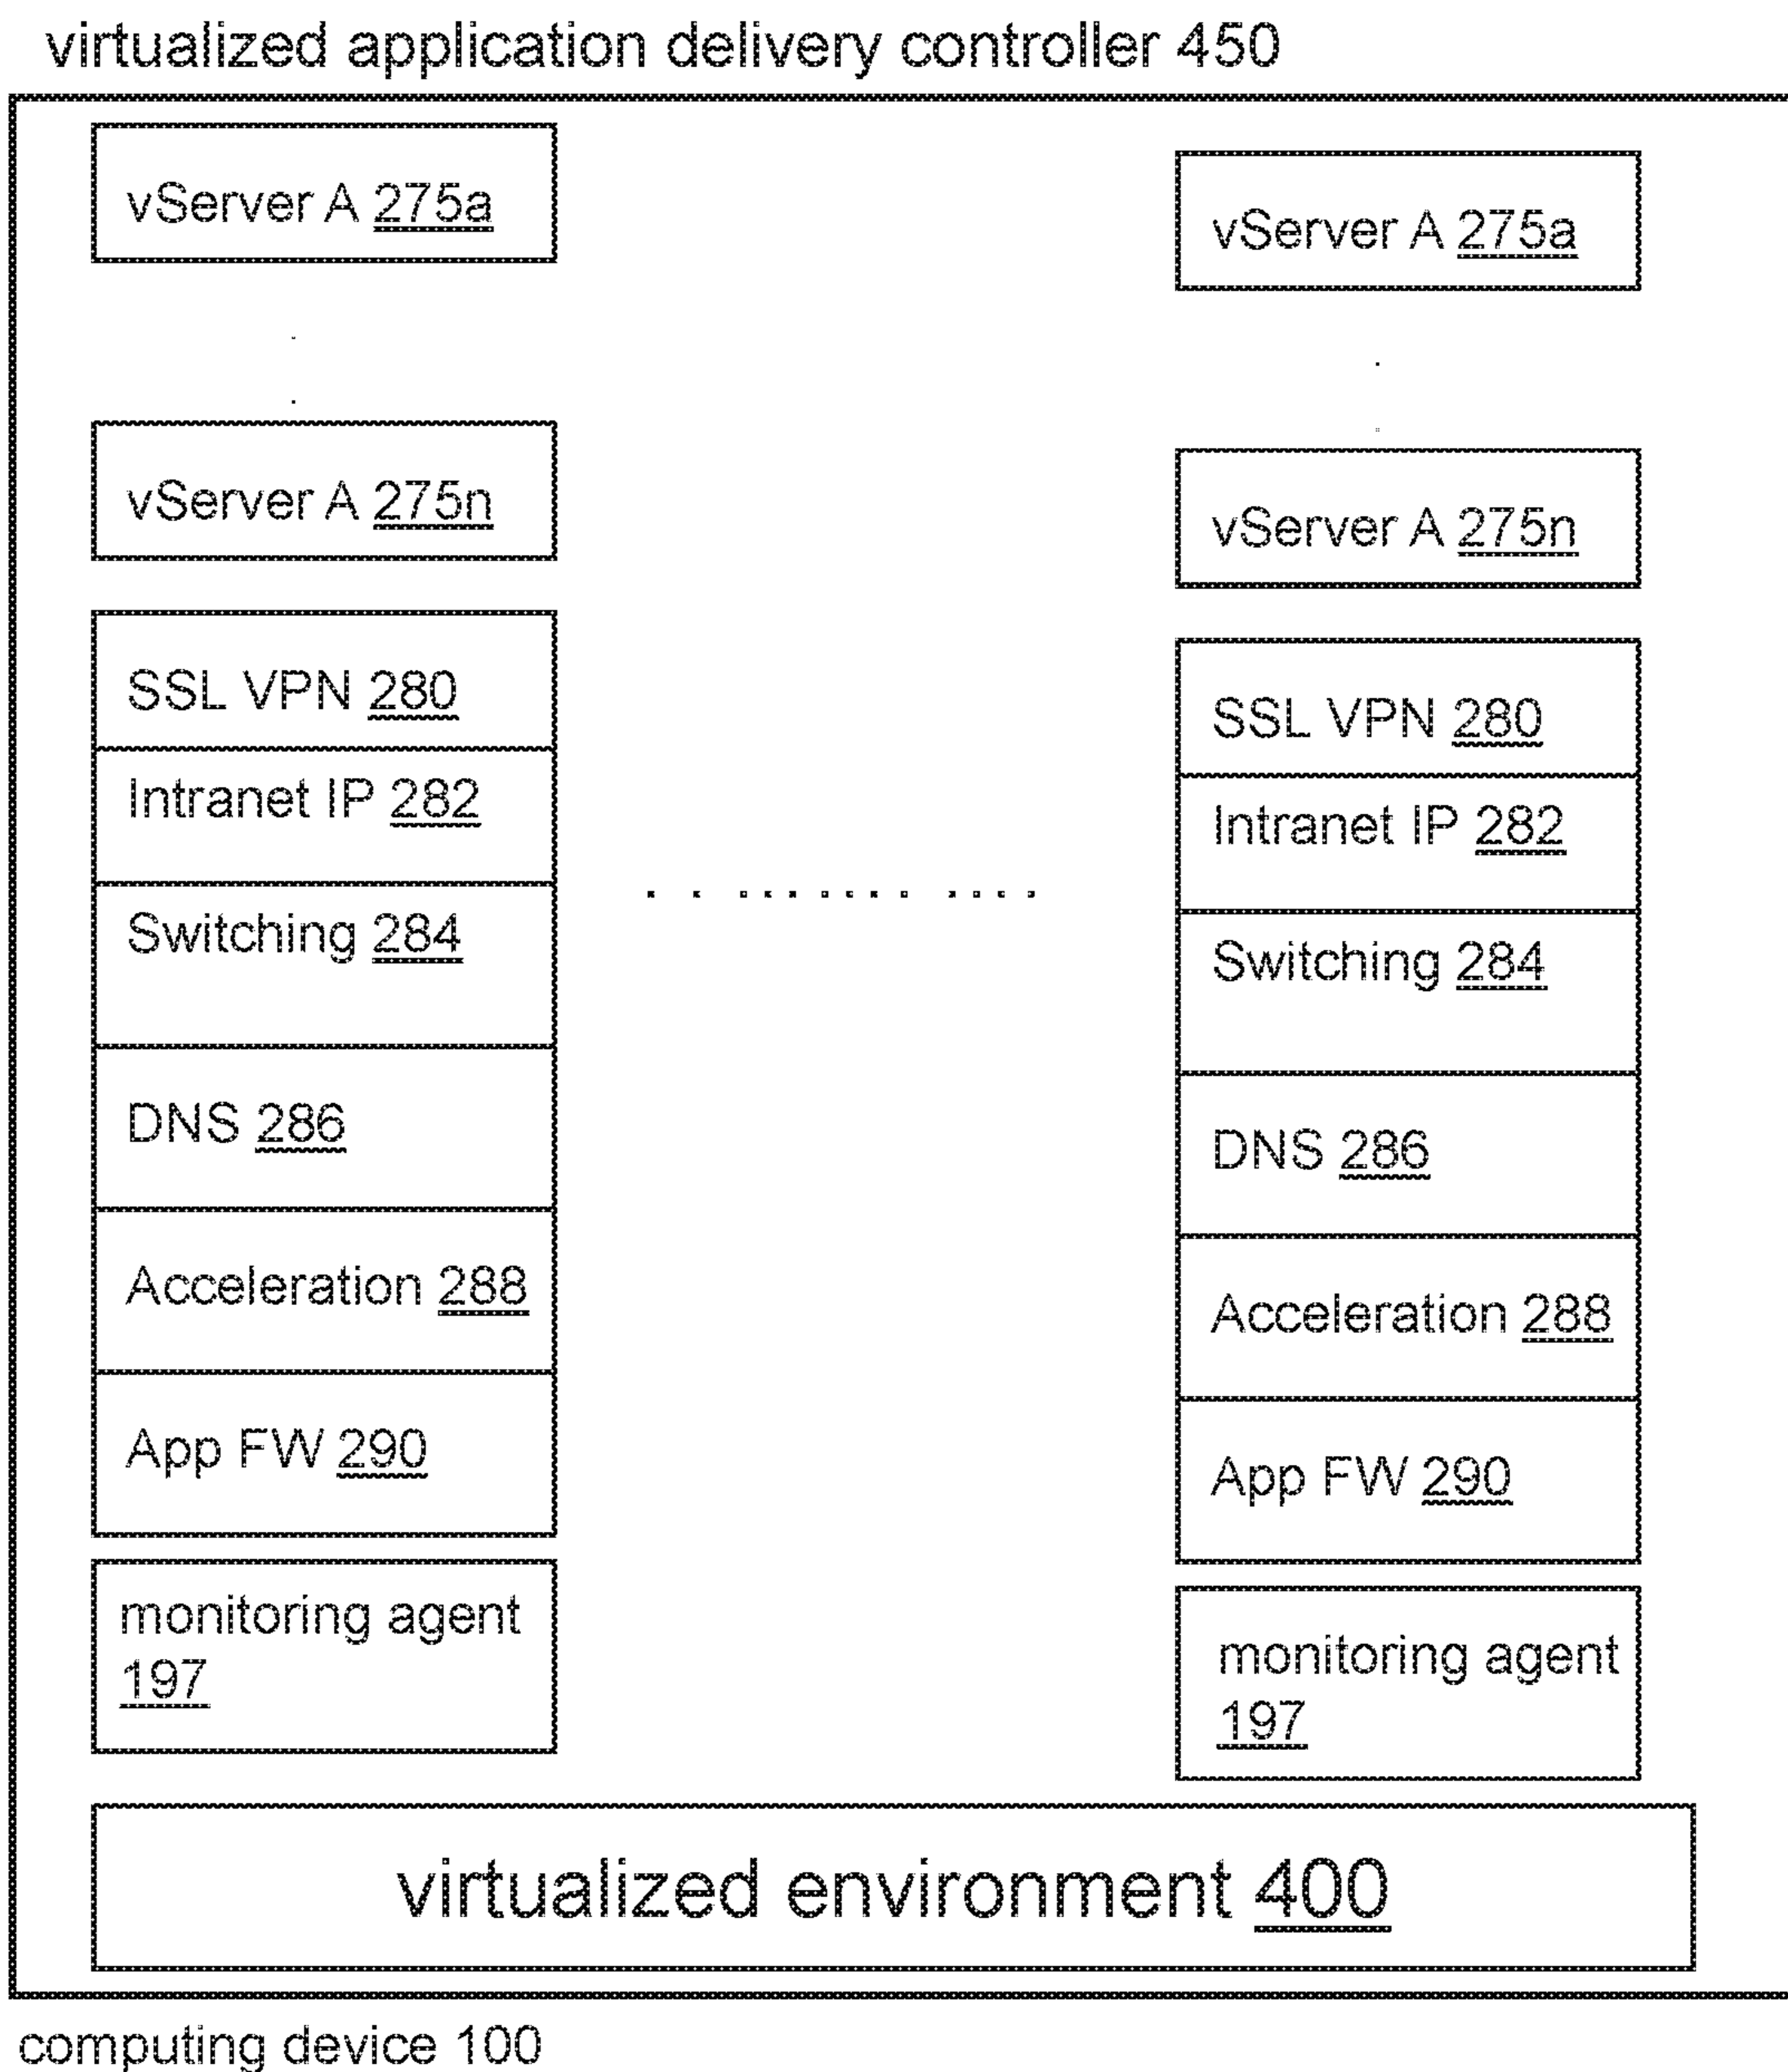 virtualized application delivery controller 450
vServer A 275a
vServer A 275n
SSL VPN 280
Intranet IP 282
Switching 284
DNS 286
Acceleration 288
App FW 290
monitoring agent
197
vServer A 275a
vServer A 275n
SSL VPN 280
Intranet IP 282
Switching 284
DNS 286
Acceleration 288
App FW 290
monitoring agent
197
virtualized environment 400
computing device 100